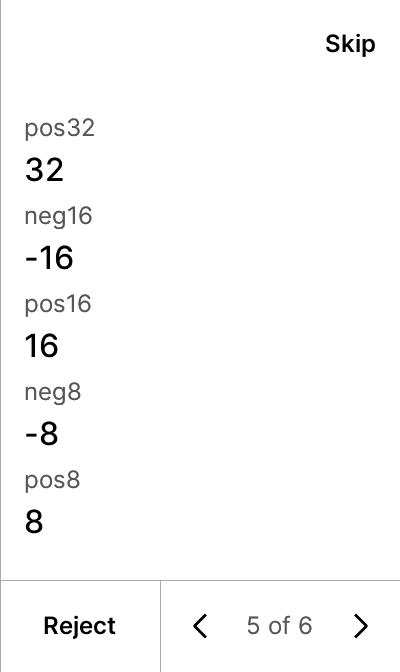 Skip
pos32
32
neg16
-16
pos16
16
neg8
-8
pos8
8
Reject
5 of 6